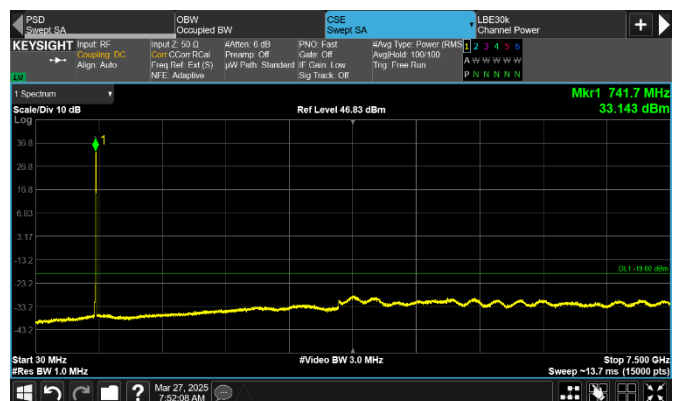 PSD
Swept SA
OBW
Occupied BW
CSE
Swept SA
LBE30k
Channel Power
KEYSIGHT
Input: RF
Coupling: DC
Align: Auto
Input Z: 50 Ω
Corr CCorr RCal
Freq Ref: Ext (S)
NFE: Adaptive
#Atten: 6 dB
Preamp: Off
µW Path: Standard
PNO: Fast
Gate: Off
IF Gain: Low
Sig Track: Off
#Avg Type: Power (RMS)
Avg|Hold: 100/100
Trig: Free Run
1 2 3 4 5 6
A W W W W W
P N N N N N
LXI
1 Spectrum
Scale/Div 10 dB
Ref Level 46.83 dBm
Mkr1 741.7 MHz
33.143 dBm
Log
1
36.8
26.8
16.8
6.83
-3.17
-13.2
DL1 -19.00 dBm
-23.2
-33.2
-43.2
Start 30 MHz
#Video BW 3.0 MHz
Stop 7.500 GHz
#Res BW 1.0 MHz
Sweep ~13.7 ms (15000 pts)
Mar 27, 2025
7:52:08 AM